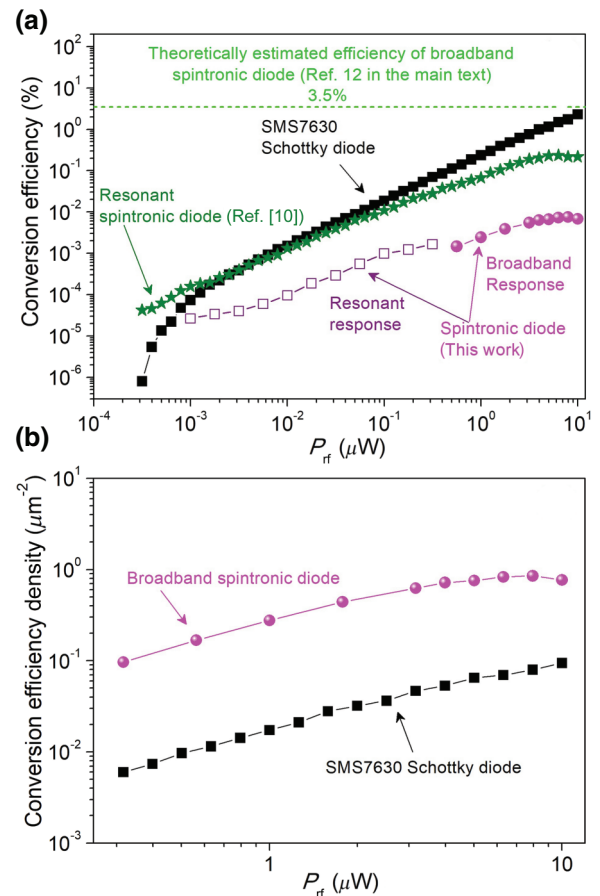 (a)
10²
10¹
10⁰
10⁻¹
10⁻²
10⁻³
10⁻⁴
10⁻⁵
10⁻⁶
Conversion efficiency (%)
Theoretically estimated efficiency of broadband
spintronic diode (Ref. 12 in the main text)
3.5%
SMS7630
Schottky
diode
Resonant
spintronic diode (Ref. [10])
Broadband
Response
Resonant
response
Spintronic diode
(This work)
10⁻⁴ 10⁻³ 10⁻² 10⁻¹ 10⁰ 10¹
P_rf (μW)
(b)
10¹
10⁰
10⁻¹
10⁻²
10⁻³
Conversion efficiency density (μm⁻²)
Broadband spintronic diode
SMS7630 Schottky diode
1 10
P_rf (μW)